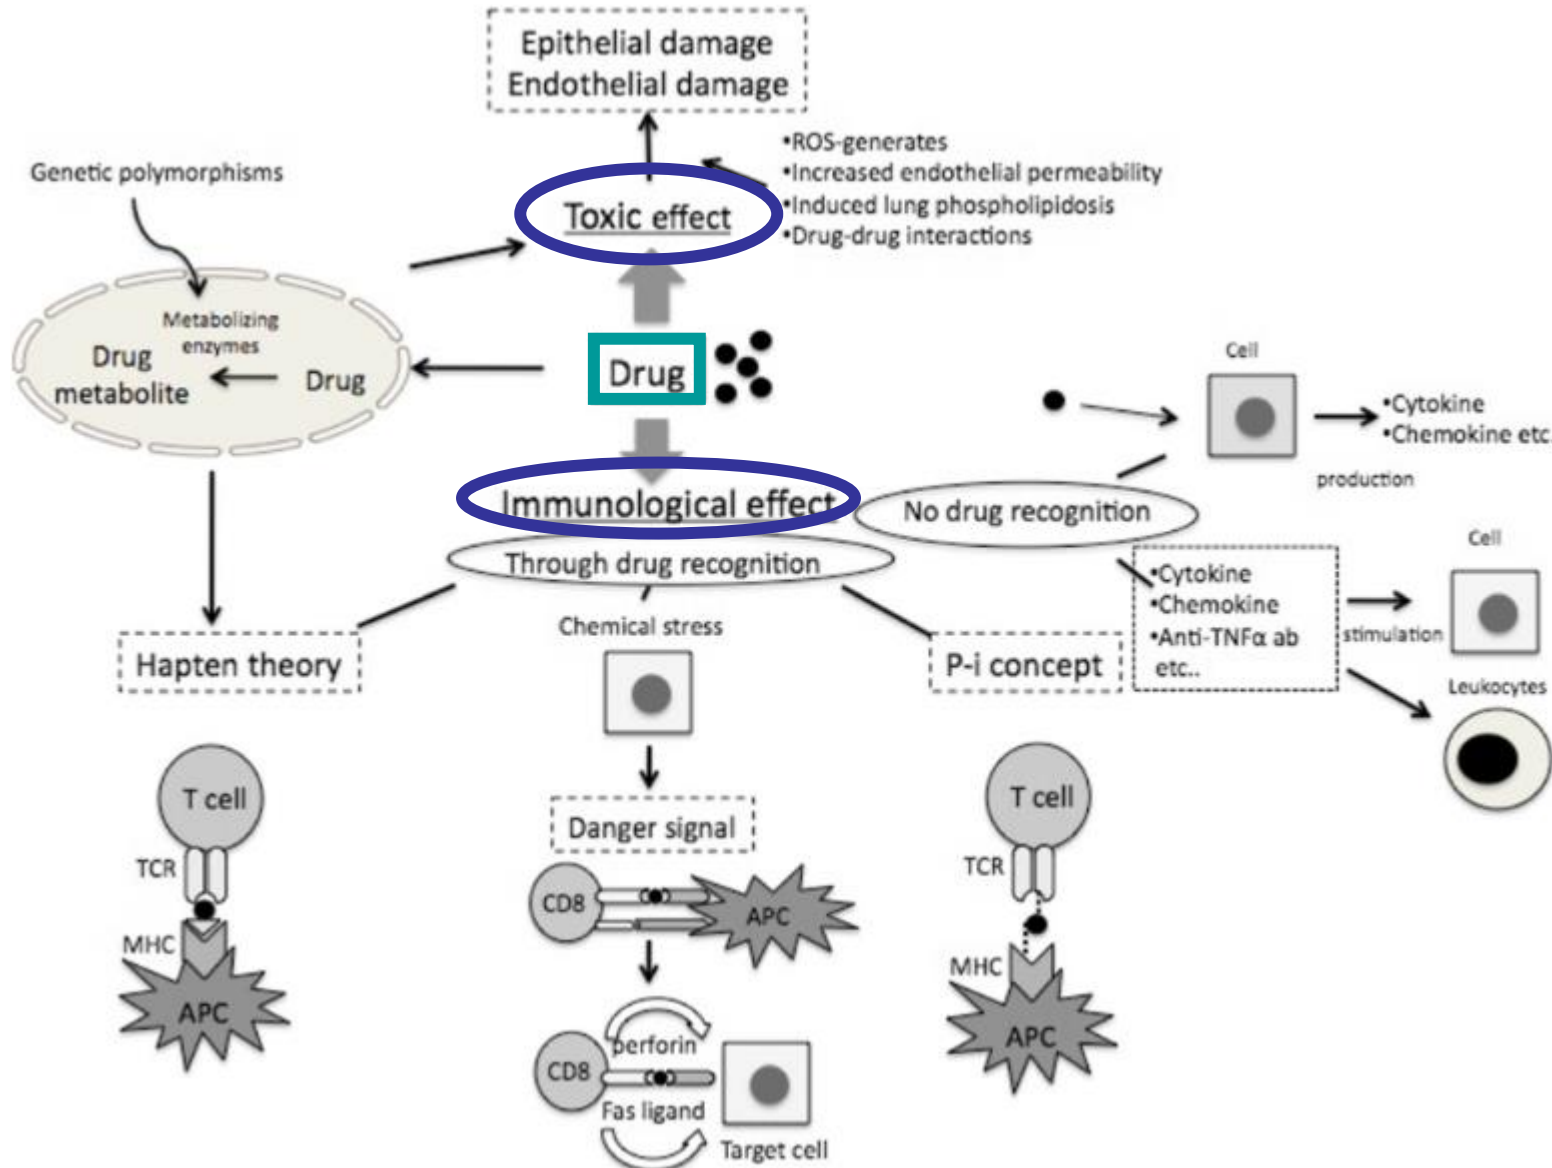 Epithelial damage
Endothelial damage
•ROS-generates
•Increased endothelial permeability
•Induced lung phospholipidosis
•Drug-drug interactions
Genetic polymorphisms
Toxic effect
Metabolizing
enzymes
Drug
metabolite
Drug
Drug
Cell
•Cytokine
•Chemokine etc.
production
Immunological effect
No drug recognition
Through drug recognition
Cell
•Cytokine
•Chemokine
•Anti-TNFα ab
etc..
stimulation
Chemical stress
Hapten theory
P-i concept
Leukocytes
T cell
TCR
MHC
APC
Danger signal
CD8
APC
perforin
CD8
Fas ligand
Target cell
T cell
TCR
MHC
APC